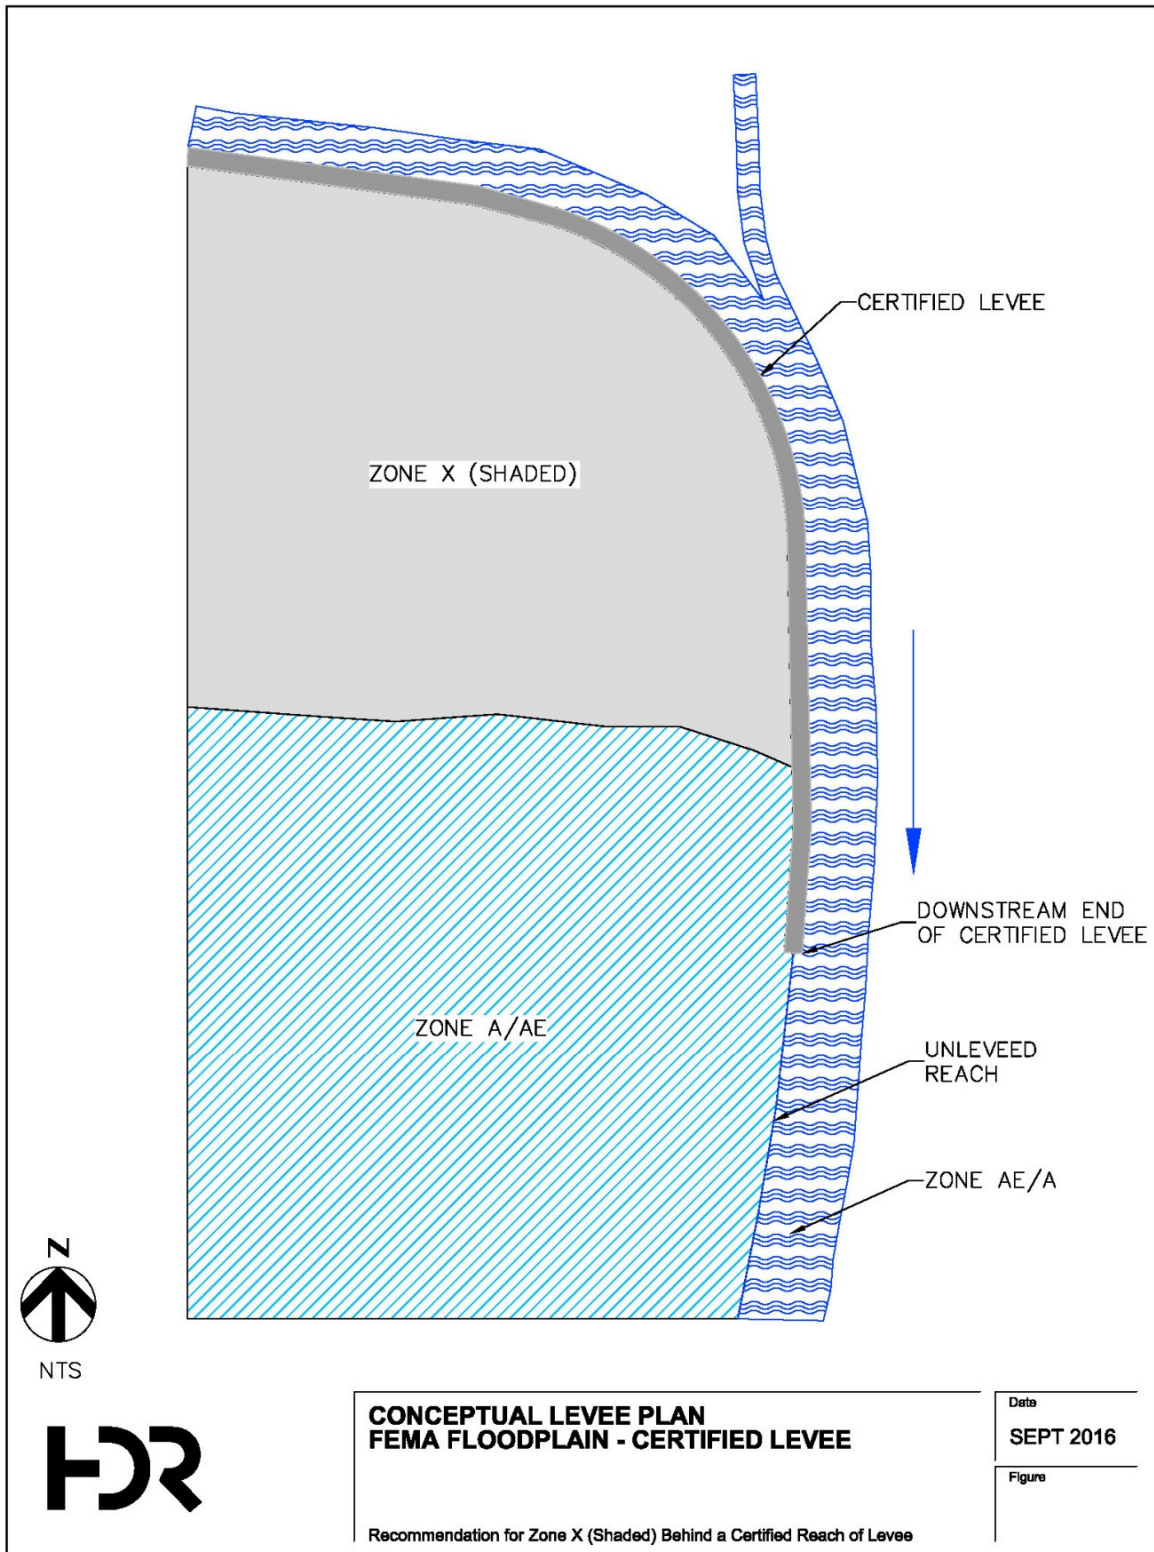 CERTIFIED LEVEE
ZONE X (SHADED)
DOWNSTREAM END
OF CERTIFIED LEVEE
ZONE A/AE
UNLEVEED
REACH
ZONE AE/A
N
NTS
HDR
CONCEPTUAL LEVEE PLAN
FEMA FLOODPLAIN - CERTIFIED LEVEE
Recommendation for Zone X (Shaded) Behind a Certified Reach of Levee
Date
SEPT 2016
Figure